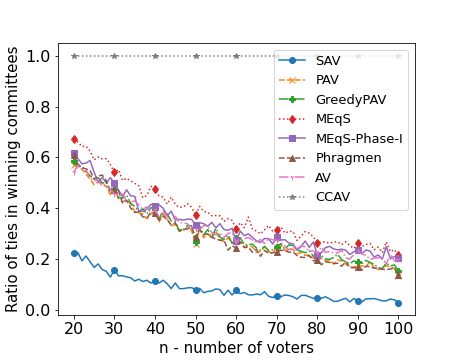 Ratio of ties in winning committees
1.0
0.8
0.6
0.4
0.2
0.0
SAV
PAV
GreedyPAV
MEqS
MEqS-Phase-I
Phragmen
AV
CCAV
20 30 40 50 60 70 80 90 100
n - number of voters